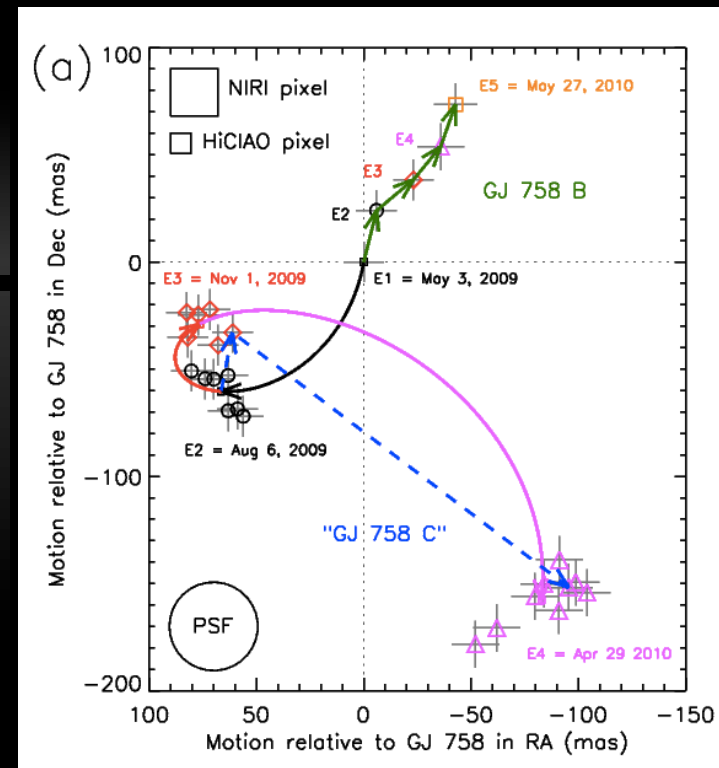 (a)
100
NIRI pixel
HiCIAO pixel
E5 = May 27, 2010
E4
E3
E2
GJ 758 B
0
E1 = May 3, 2009
E3 = Nov 1, 2009
E2 = Aug 6, 2009
-100
"GJ 758 C"
PSF
E4 = Apr 29 2010
-200
100 50 0 -50 -100 -150
Motion relative to GJ 758 in RA (mas)
Motion relative to GJ 758 in Dec (mas)